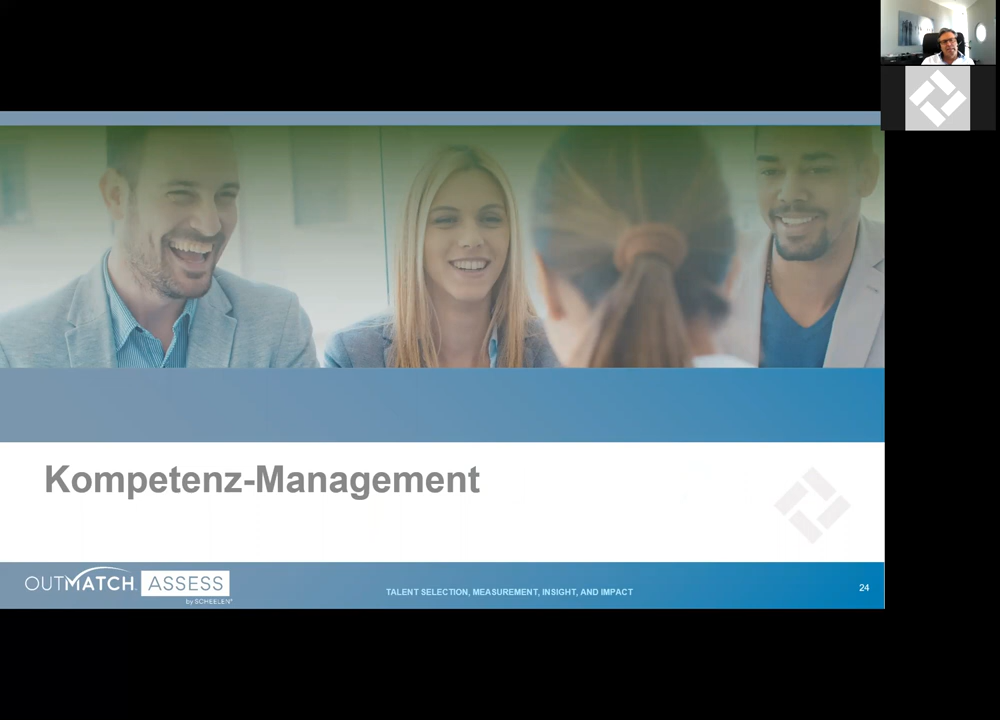 Kompetenz-Management
OUTMATCH ASSESS
by SCHEELEN®
TALENT SELECTION, MEASUREMENT, INSIGHT, AND IMPACT
24